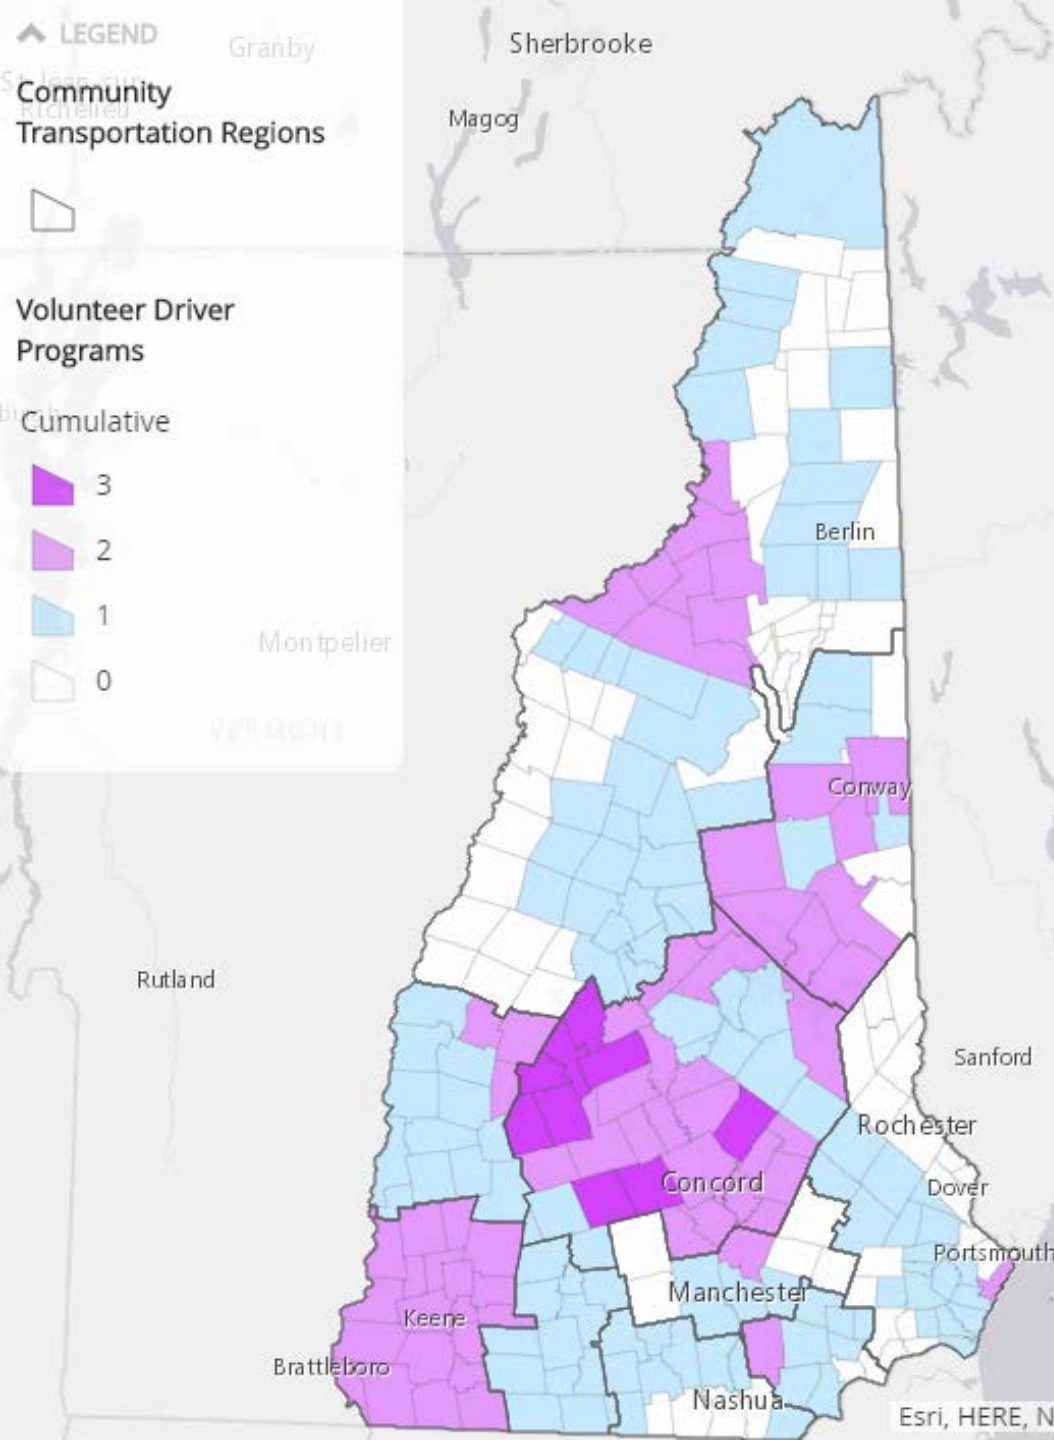 LEGEND
Granby
Sherbrooke
Community
Transportation Regions
Magog
Volunteer Driver
Programs
Cumulative
3
2
Berlin
1
Montpelier
0
VERMONT
Conway
Rutland
Sanford
Rochester
Concord
Dover
Portsmouth
Manchester
Keene
Brattleboro
Nashua
Esri, HERE, N